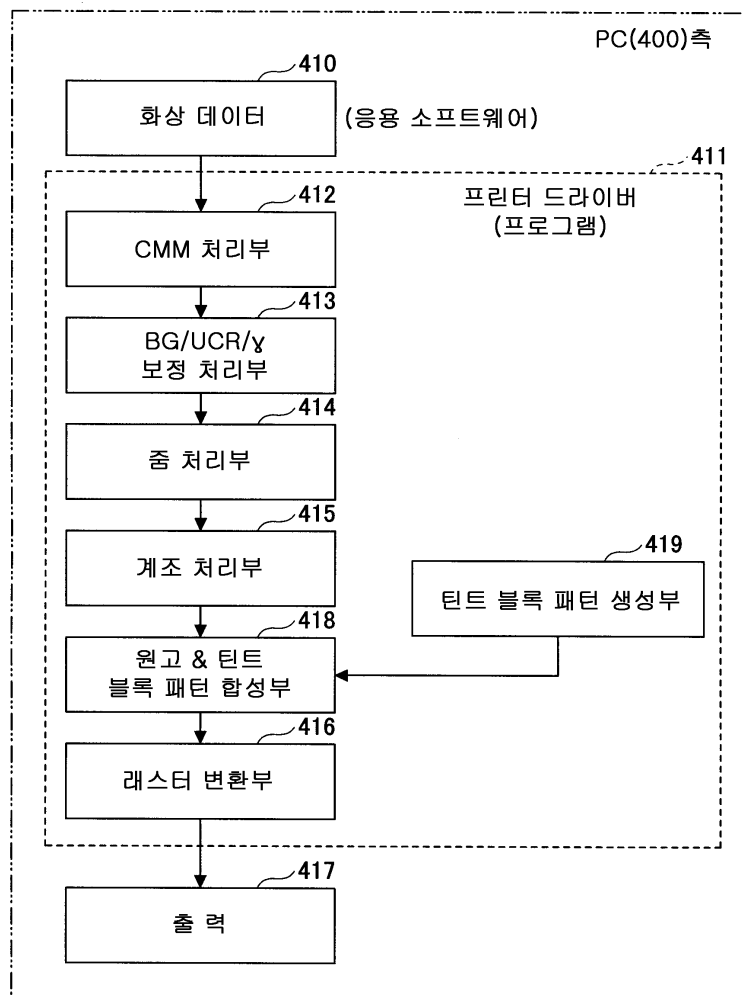 PC(400)측
410
화상 데이터
(응용 소프트웨어)
411
프린터 드라이버
(프로그램)
412
CMM 처리부
413
BG/UCR/γ
보정 처리부
414
줌 처리부
415
계조 처리부
419
틴트 블록 패턴 생성부
418
원고 & 틴트
블록 패턴 합성부
416
래스터 변환부
417
출 력